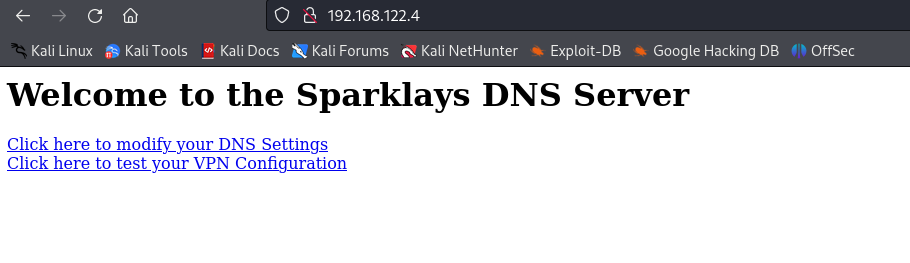 192.168.122.4
Kali Linux Kali Tools Kali Docs Kali Forums Kali NetHunter Exploit-DB Google Hacking DB OffSec
Welcome to the Sparklays DNS Server
Click here to modify your DNS Settings
Click here to test your VPN Configuration